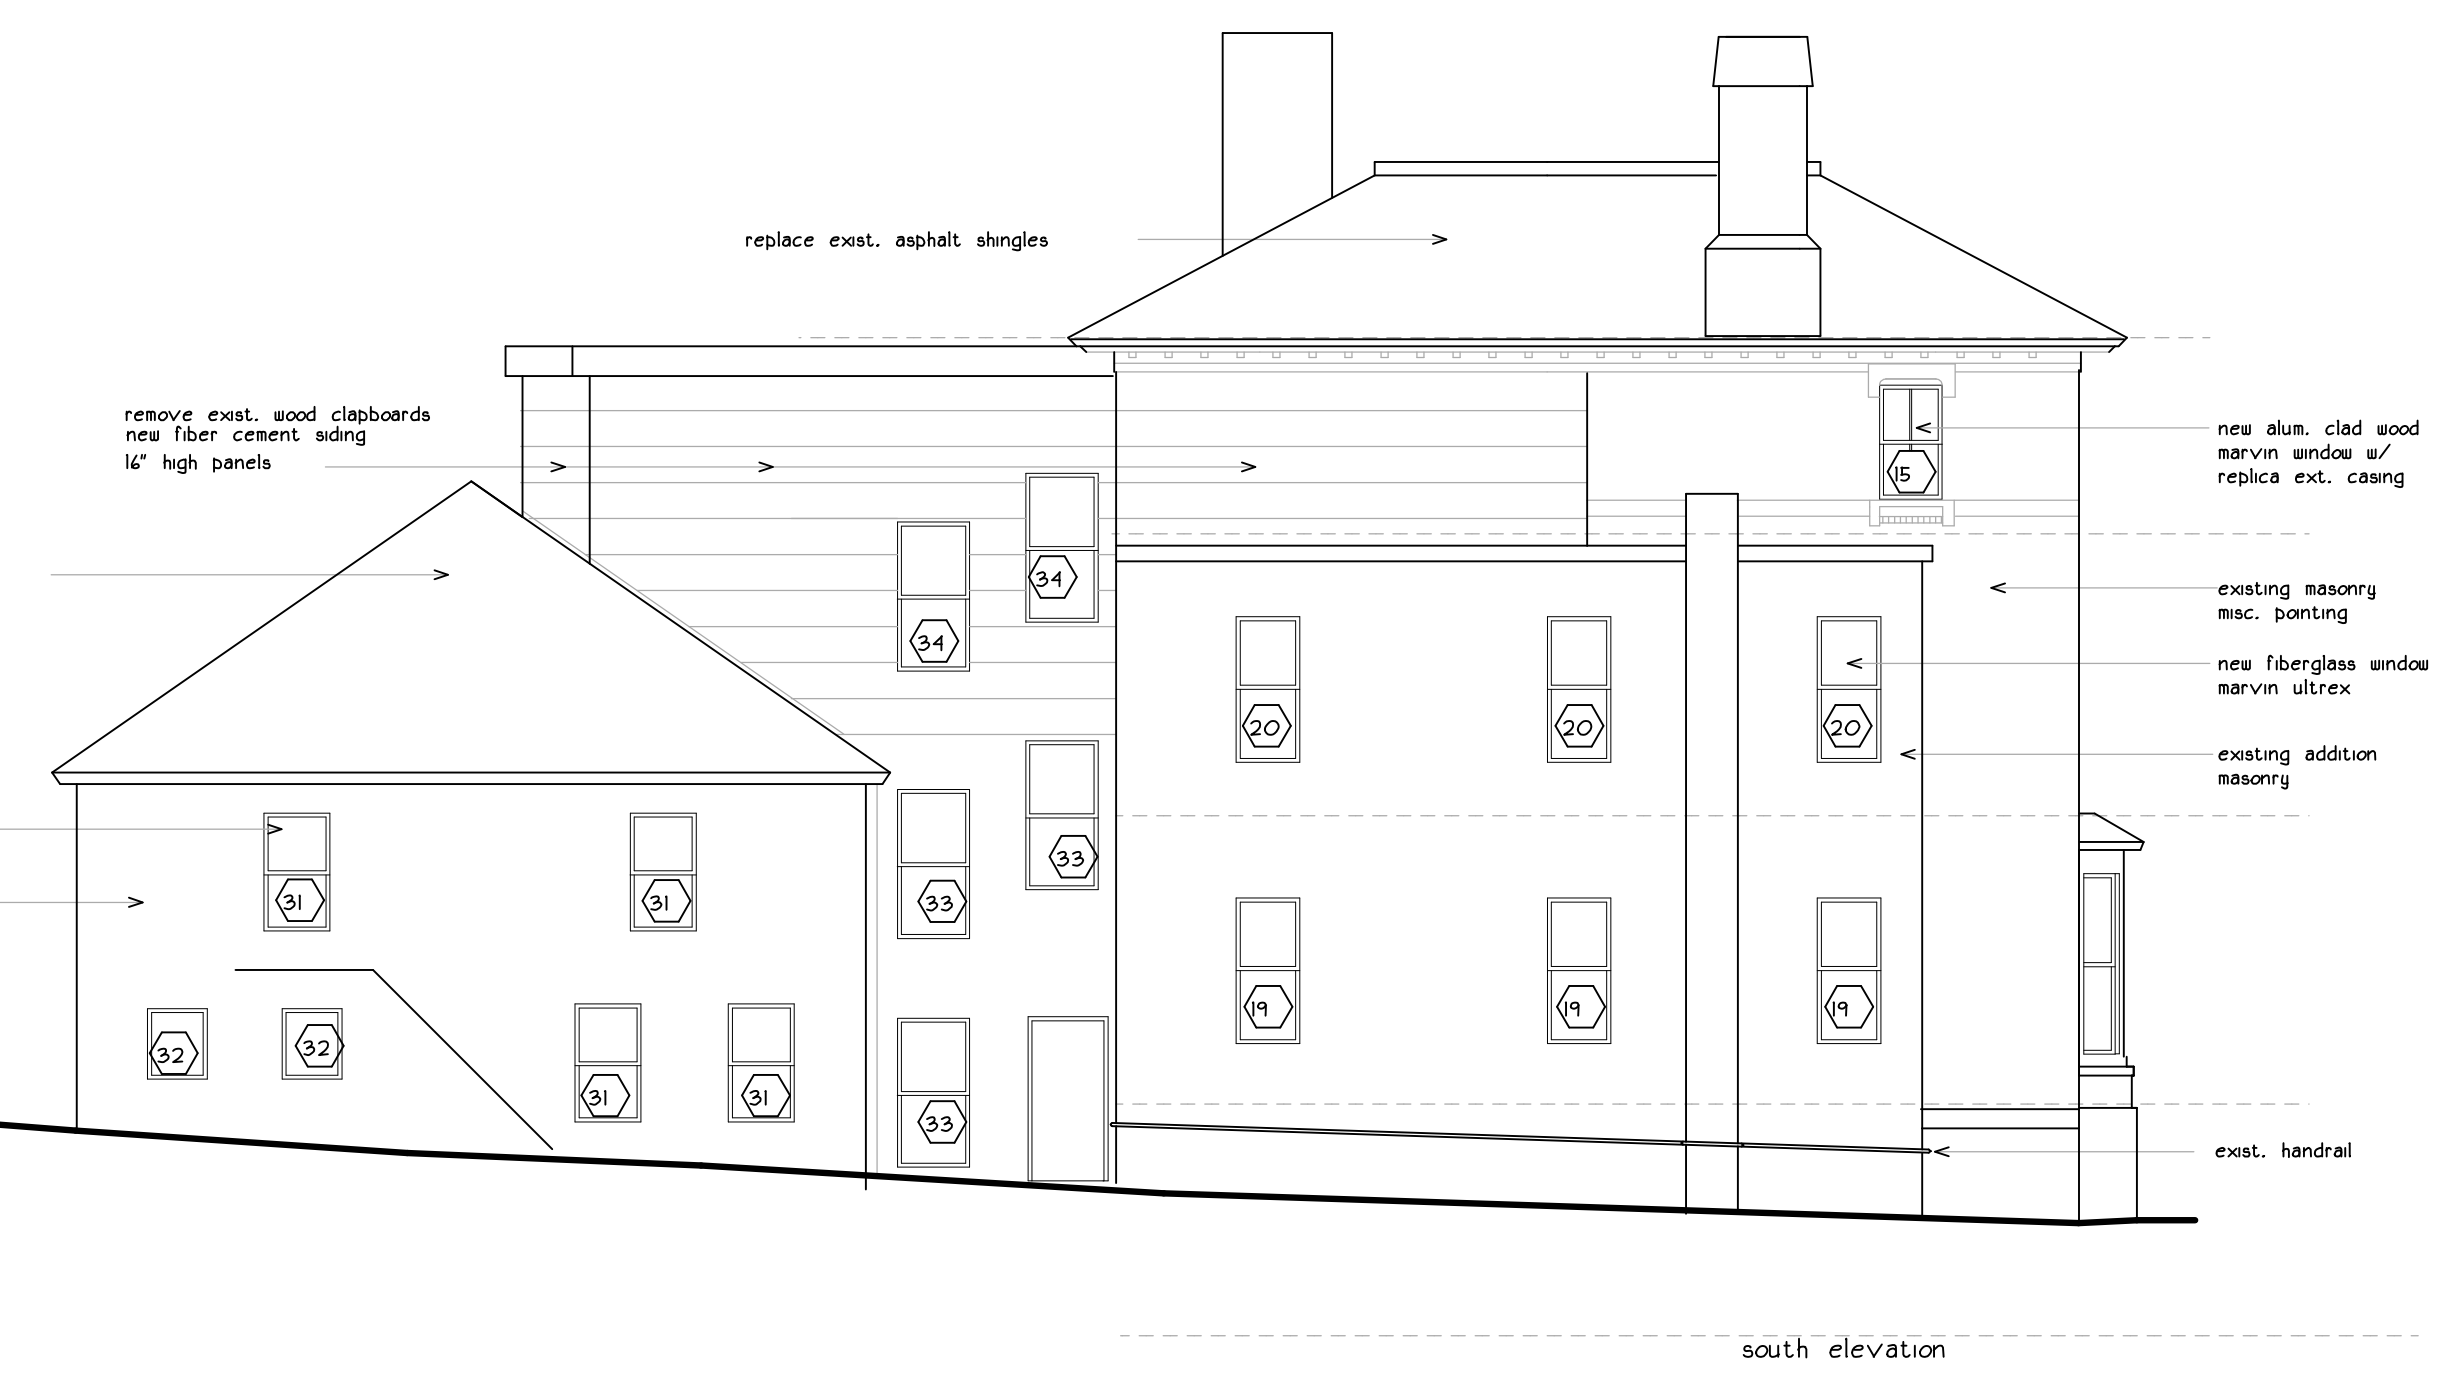 replace exist. asphalt shingles
remove exist. wood clapboards
new fiber cement siding
16" high panels
new alum. clad wood
marvin window w/
replica ext. casing
15
34
34
existing masonry
misc. pointing
new fiberglass window
marvin ultrex
20
20
20
existing addition
masonry
33
33
31
31
19
19
19
32
32
31
31
33
exist. handrail
south elevation